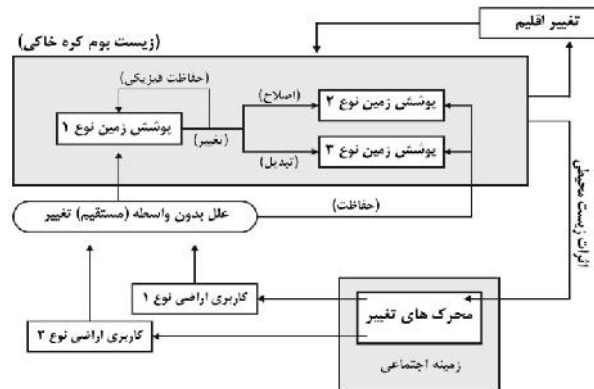 تغییر اقلیم
(زیست بوم کره خاکی)
(حفاظت فیزیکی)
پوشش زمین نوع ۱
(تغییر)
(اصلاح)
پوشش زمین نوع ۲
(تبدیل)
پوشش زمین نوع ۳
اثرات زیست محیطی
علل بدون واسطه (مستقیم) تغییر
(حفاظت)
کاربری اراضی نوع ۱
محرک های تغییر
کاربری اراضی نوع ۲
زمینه اجتماعی